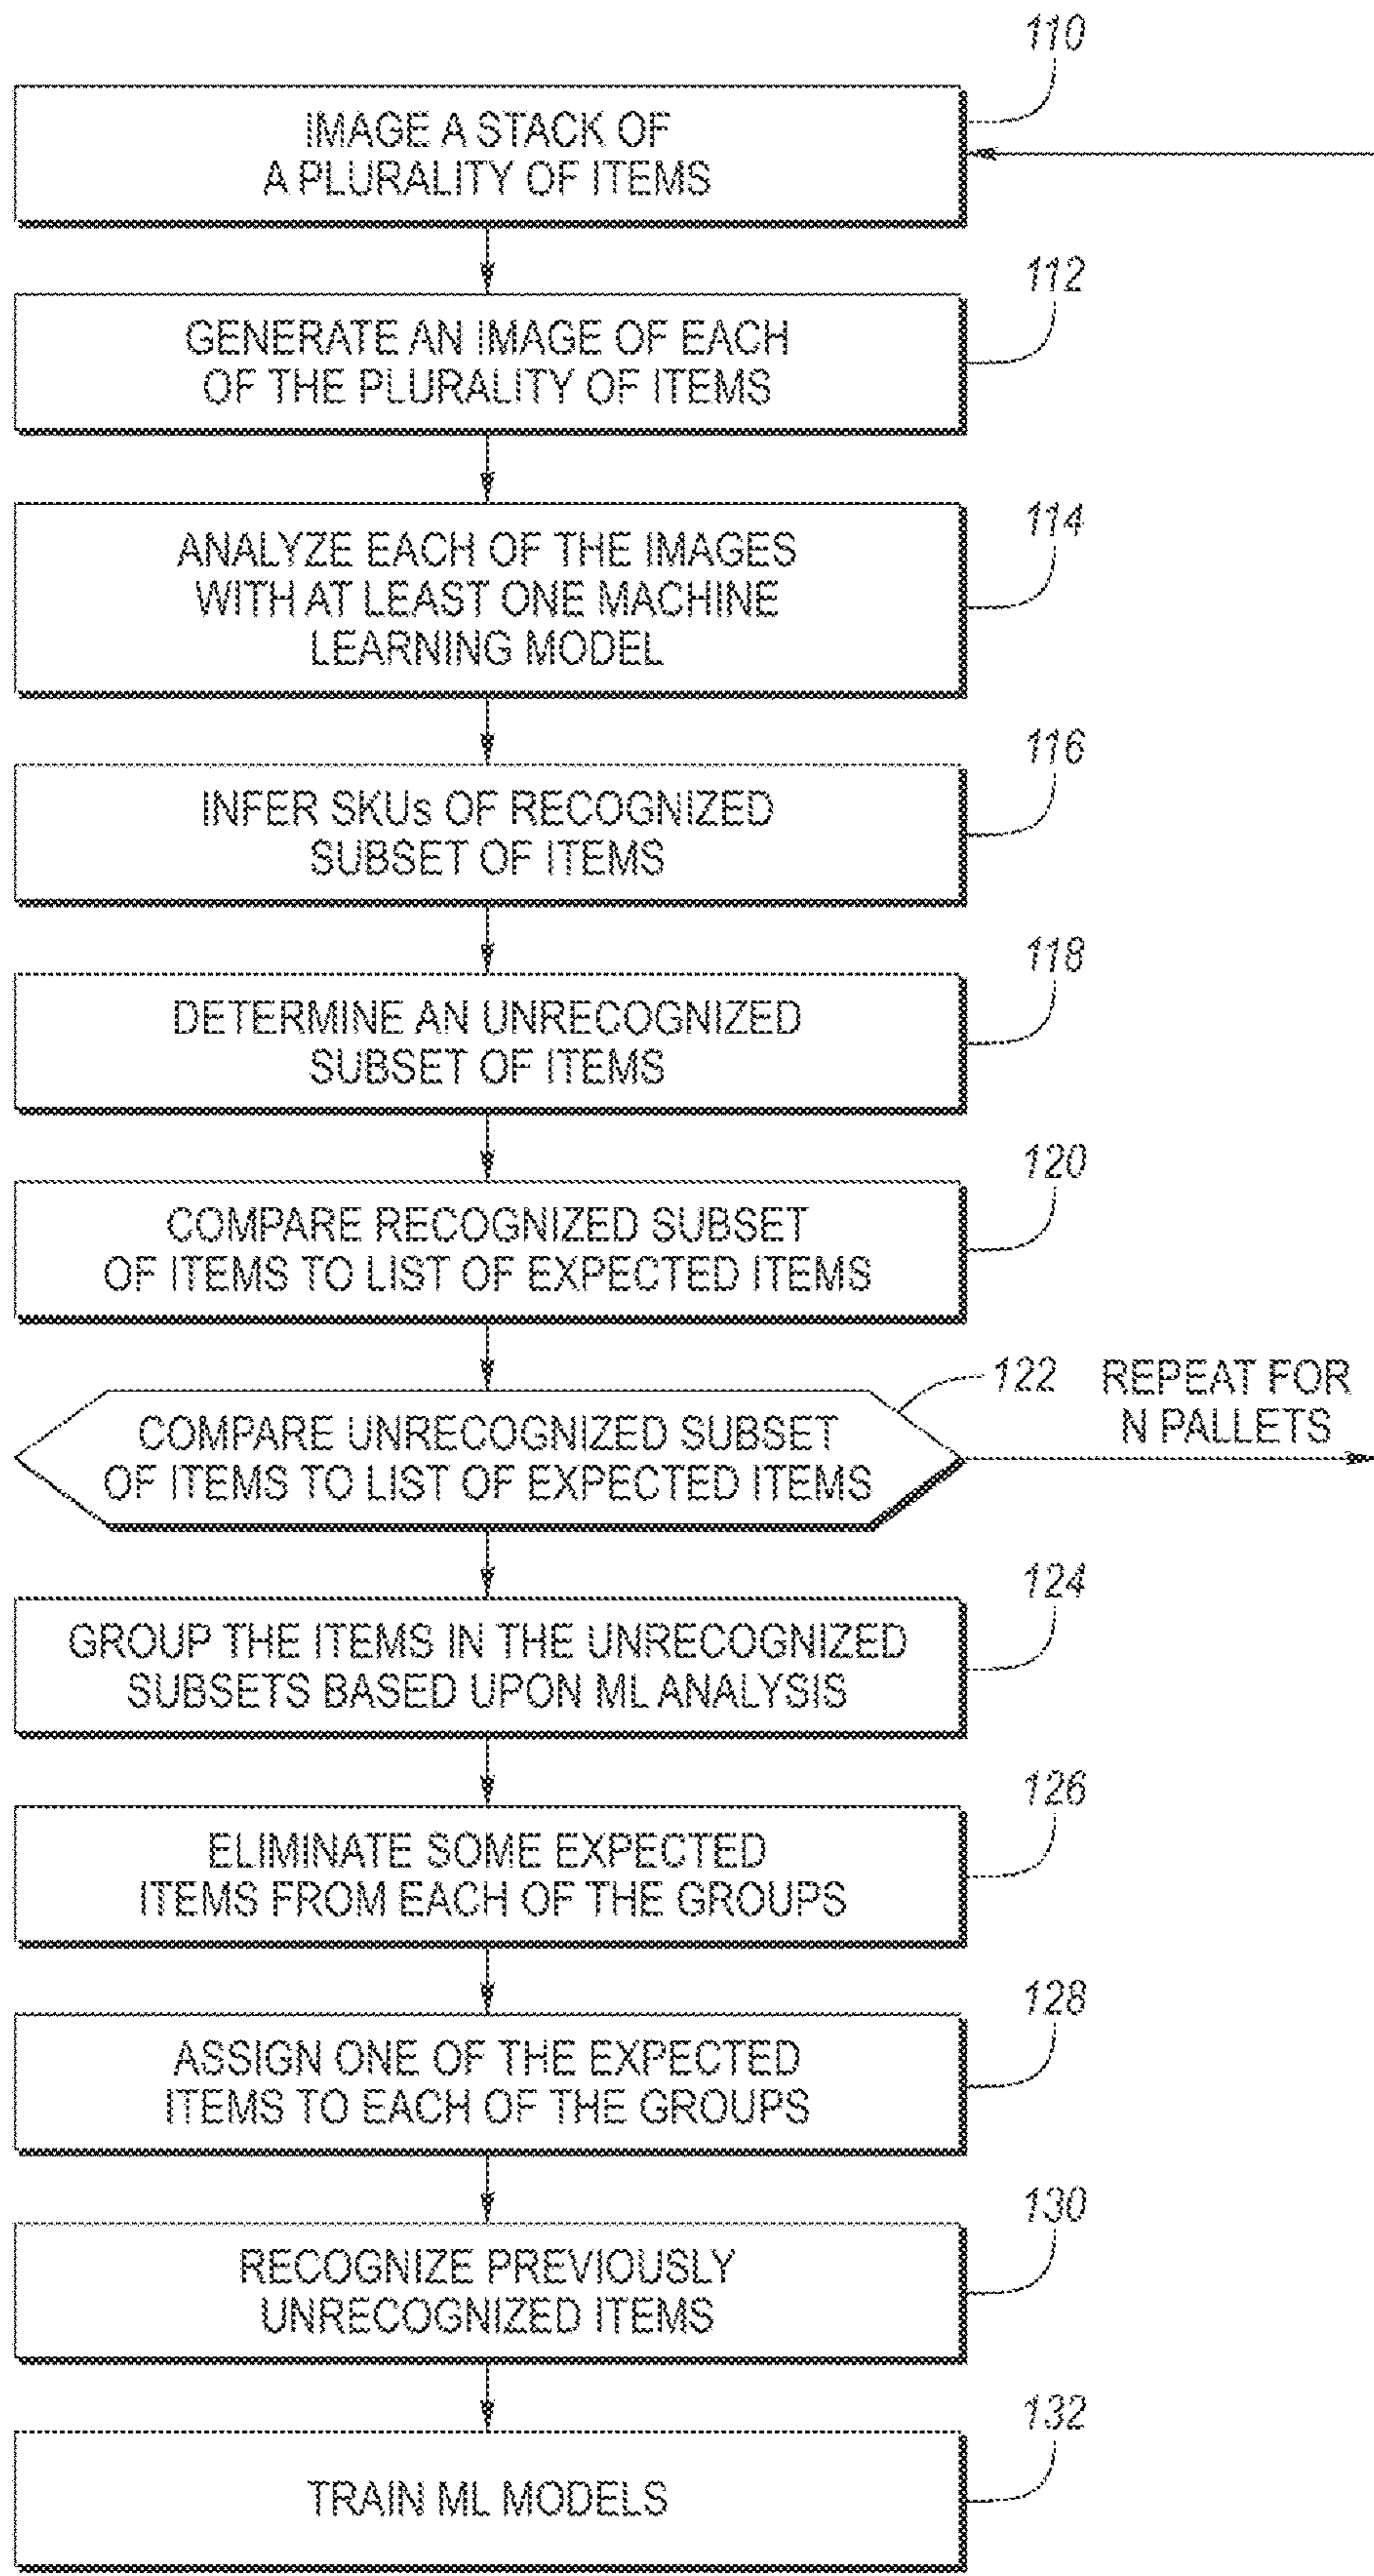 110
IMAGE A STACK OF
A PLURALITY OF ITEMS
112
GENERATE AN IMAGE OF EACH
OF THE PLURALITY OF ITEMS
114
ANALYZE EACH OF THE IMAGES
WITH AT LEAST ONE MACHINE
LEARNING MODEL
116
INFER SKUs OF RECOGNIZED
SUBSET OF ITEMS
118
DETERMINE AN UNRECOGNIZED
SUBSET OF ITEMS
120
COMPARE RECOGNIZED SUBSET
OF ITEMS TO LIST OF EXPECTED ITEMS
122
REPEAT FOR
N PALLETS
COMPARE UNRECOGNIZED SUBSET
OF ITEMS TO LIST OF EXPECTED ITEMS
124
GROUP THE ITEMS IN THE UNRECOGNIZED
SUBSETS BASED UPON ML ANALYSIS
126
ELIMINATE SOME EXPECTED
ITEMS FROM EACH OF THE GROUPS
128
ASSIGN ONE OF THE EXPECTED
ITEMS TO EACH OF THE GROUPS
130
RECOGNIZE PREVIOUSLY
UNRECOGNIZED ITEMS
132
TRAIN ML MODELS